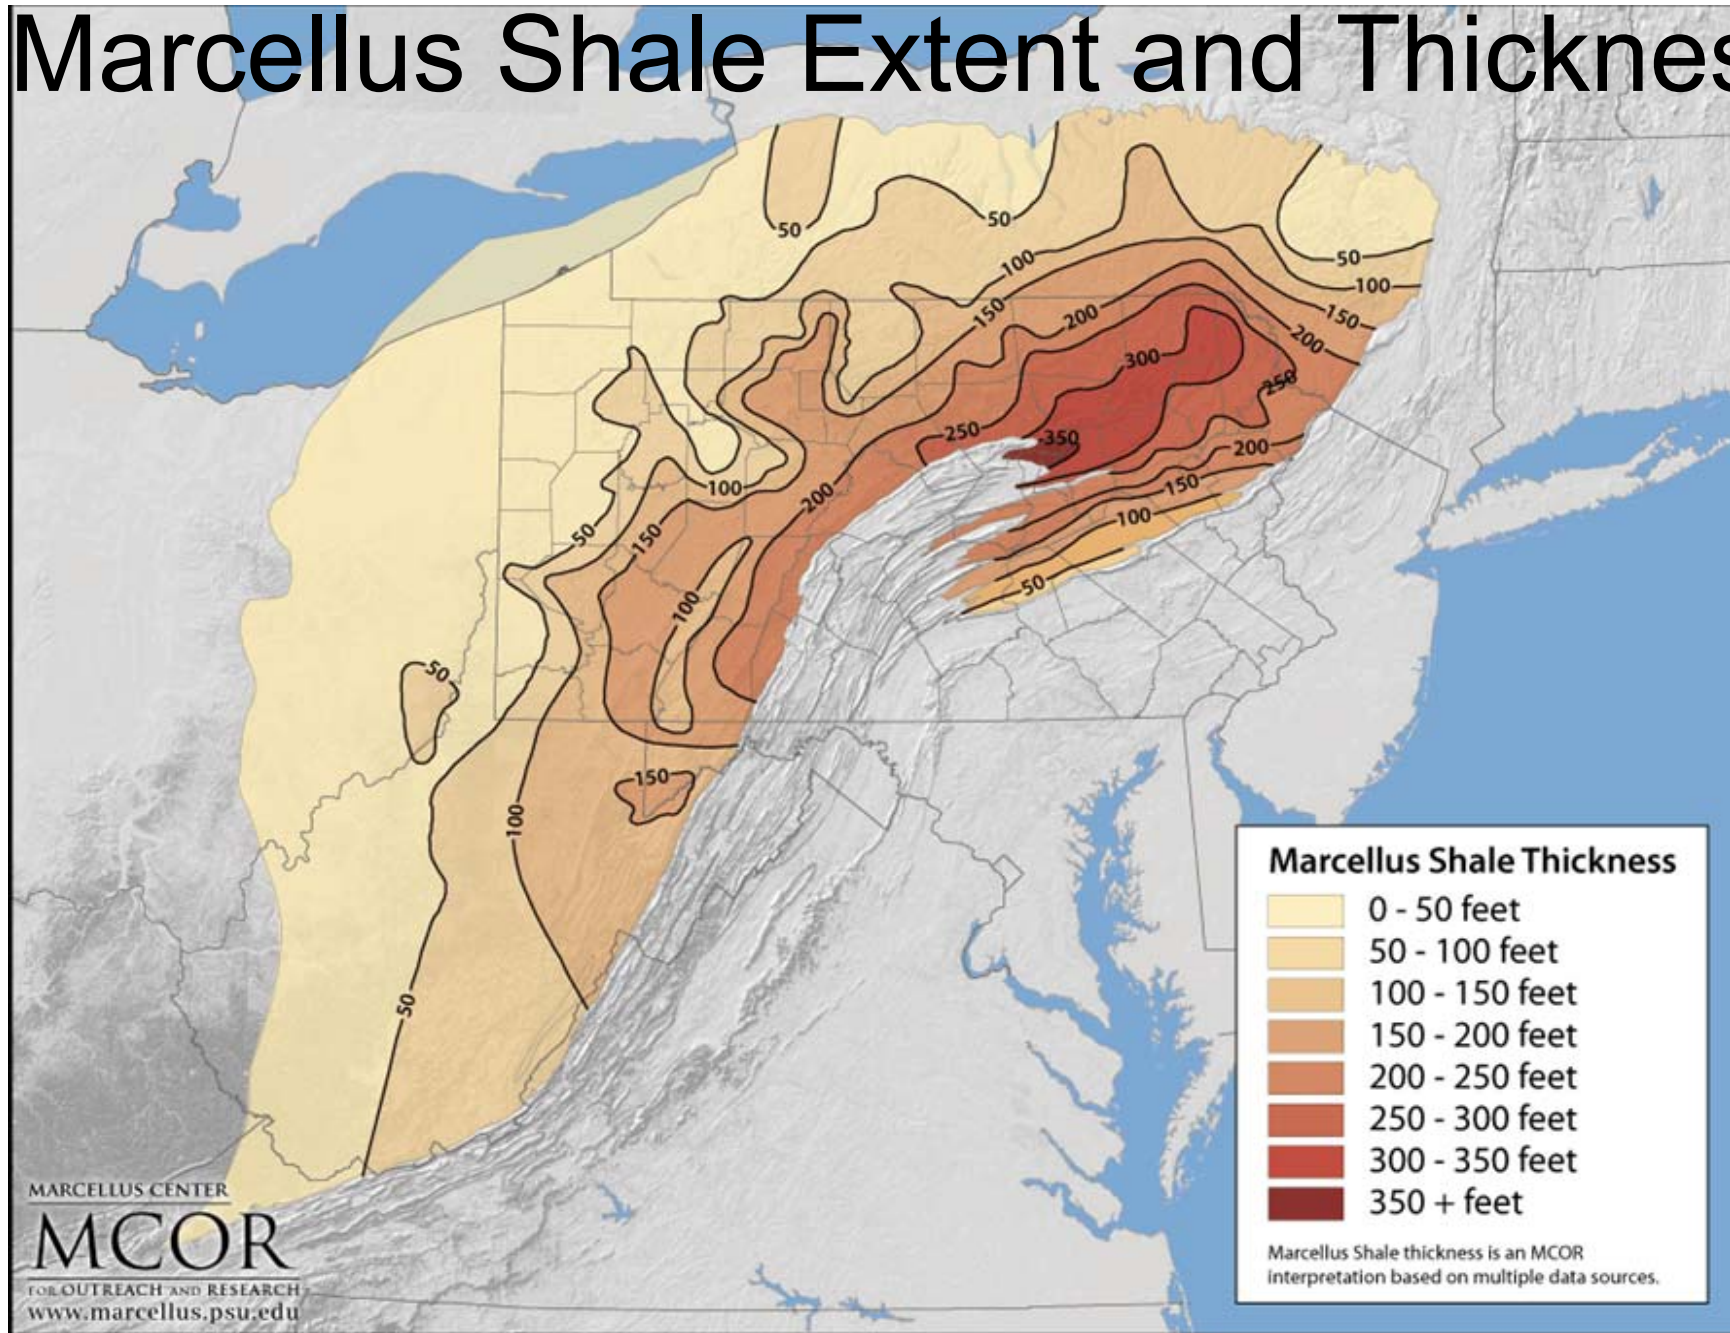 Marcellus Shale Extent and Thicknes
50
50
50
100
100
150
150
200
200
300
250
250
350
200
150
100
50
100
200
50
150
100
50
150
100
50
Marcellus Shale Thickness
0 - 50 feet
50 - 100 feet
100 - 150 feet
150 - 200 feet
200 - 250 feet
250 - 300 feet
300 - 350 feet
350 + feet
Marcellus Shale thickness is an MCOR
interpretation based on multiple data sources.
MARCELLUS CENTER
MCOR
FOR OUTREACH AND RESEARCH
www.marcellus.psu.edu